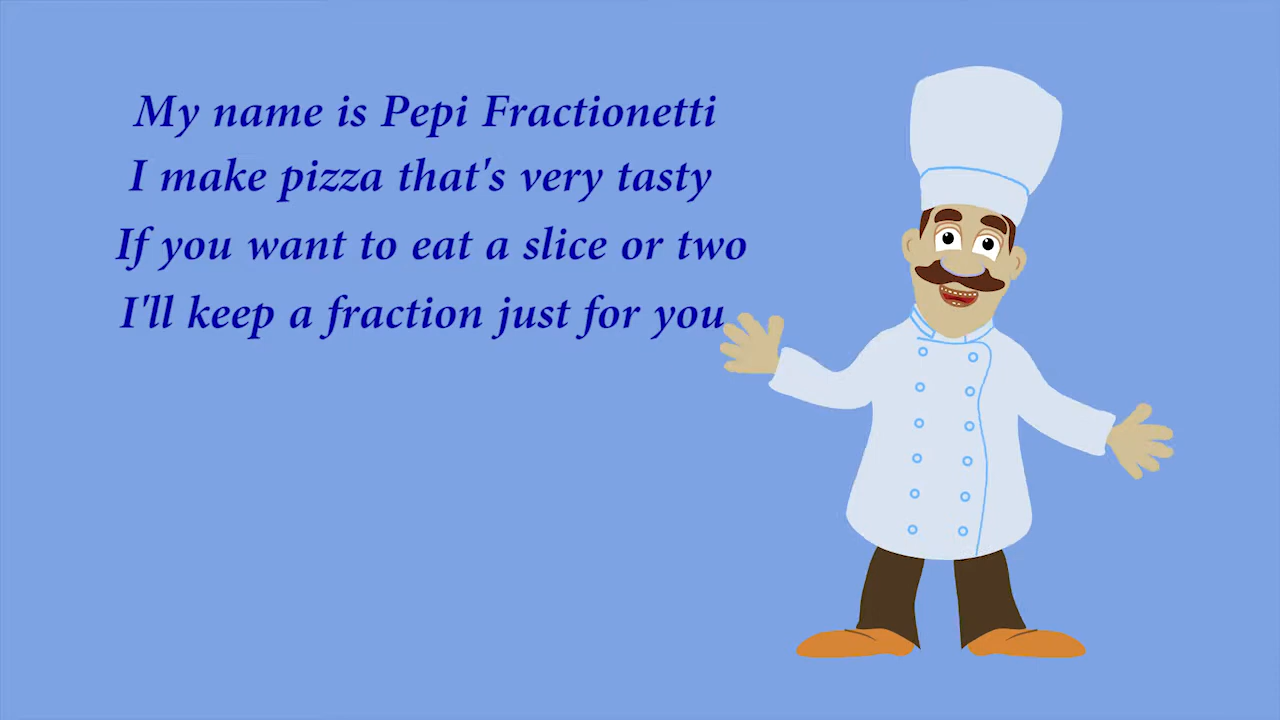 My name is Pepi Fractionetti
I make pizza that's very tasty
If you want to eat a slice or two
I'll keep a fraction just for you